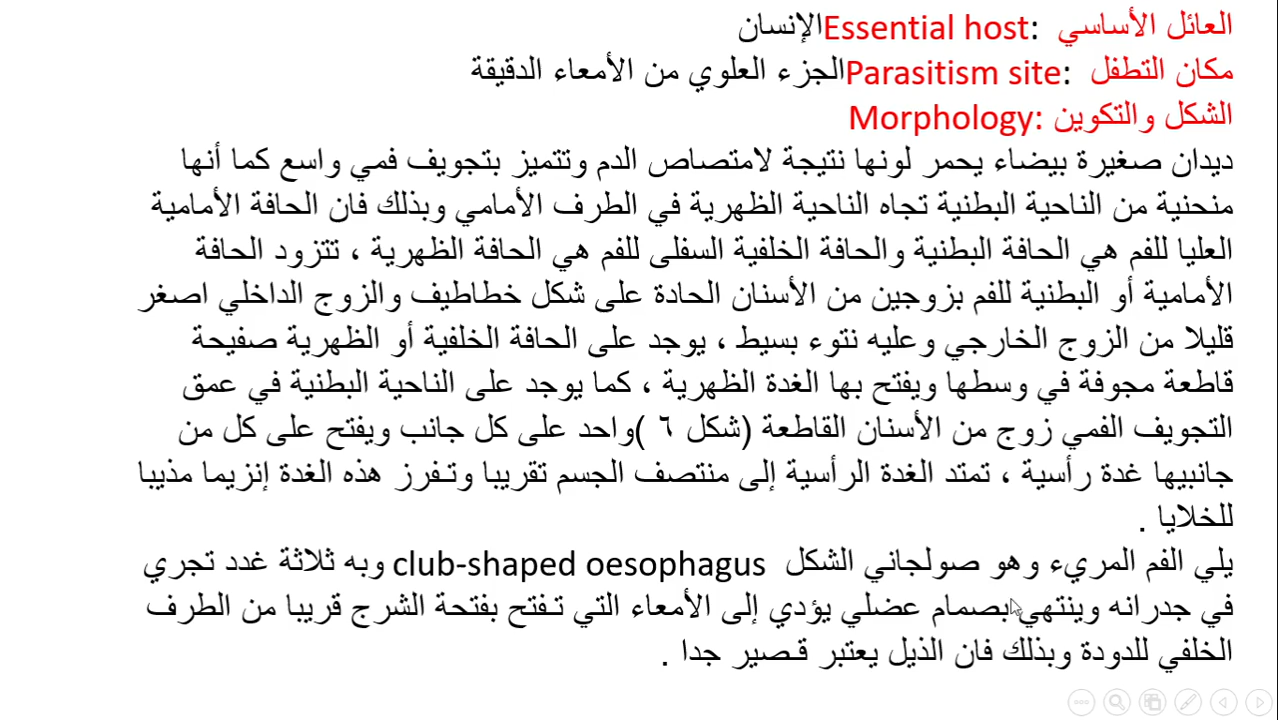 العائل الأساسي Essential host: الإنسان
مكان التطفل Parasitism site: الجزء العلوي من الأمعاء الدقيقة
الشكل والتكوين Morphology:
ديدان صغيرة بيضاء يحمر لونها نتيجة لامتصاص الدم وتتميز بتجويف فمي واسع كما أنها
منحنية من الناحية البطنية تجاه الناحية الظهرية في الطرف الأمامي وبذلك فان الحافة الأمامية
العليا للفم هي الحافة البطنية والحافة الخلفية السفلى للفم هي الحافة الظهرية ، تتزود الحافة
الأمامية أو البطنية للفم بزوجين من الأسنان الحادة على شكل خطاطيف والزوج الداخلي اصغر
قليلا من الزوج الخارجي وعليه نتوء بسيط ، يوجد على الحافة الخلفية أو الظهرية صفيحة
قاطعة مجوفة في وسطها ويفتح بها الغدة الظهرية ، كما يوجد على الناحية البطنية في عمق
التجويف الفمي زوج من الأسنان القاطعة (شكل ٦ )واحد على كل جانب ويفتح على كل من
جانبيها غدة رأسية ، تمتد الغدة الرأسية إلى منتصف الجسم تقريبا وتفرز هذه الغدة إنزيما مذيبا
للخلايا .
يلي الفم المريء وهو صولجاني الشكل club-shaped oesophagus وبه ثلاثة غدد تجري
في جدرانه وينتهي بصمام عضلي يؤدي إلى الأمعاء التي تفتح بفتحة الشرج قريبا من الطرف
الخلفي للدودة وبذلك فان الذيل يعتبر قصير جدا .